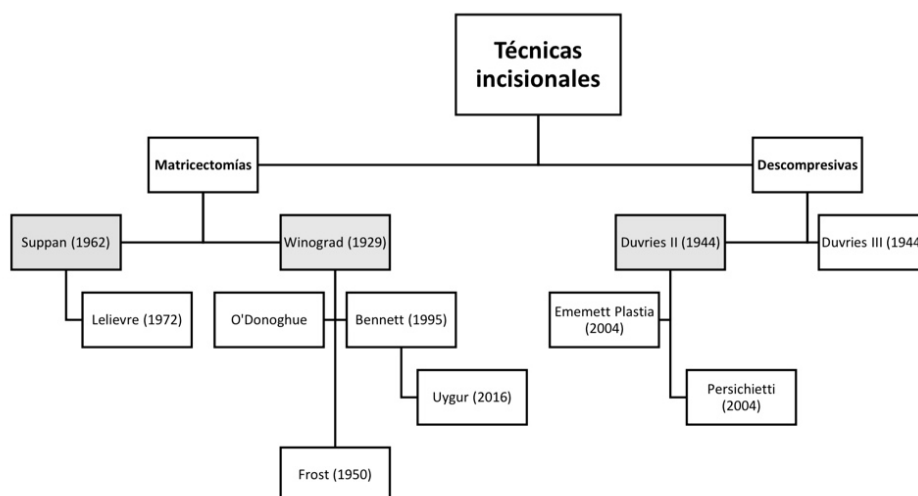 Técnicas
incisionales
Matricectomías
Descompresivas
Suppan (1962)
Winograd (1929)
Duvries II (1944)
Duvries III (1944
Lelievre (1972)
O'Donoghue
Bennett (1995)
Ememett Plastia
(2004)
Uygur (2016)
Persichietti
(2004)
Frost (1950)